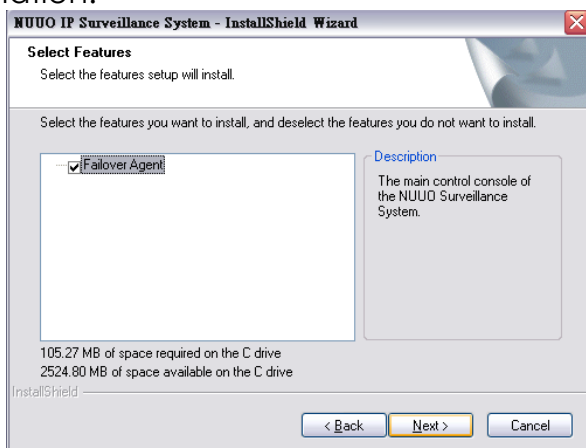 NUUO IP Surveillance System - InstallShield Wizard
Select Features
Select the features setup will install.
Select the features you want to install, and deselect the features you do not want to install.
Failover Agent
Description
The main control console of
the NUUO Surveillance
System.
105.27 MB of space required on the C drive
2524.80 MB of space available on the C drive
InstallShield
< Back
Next >
Cancel